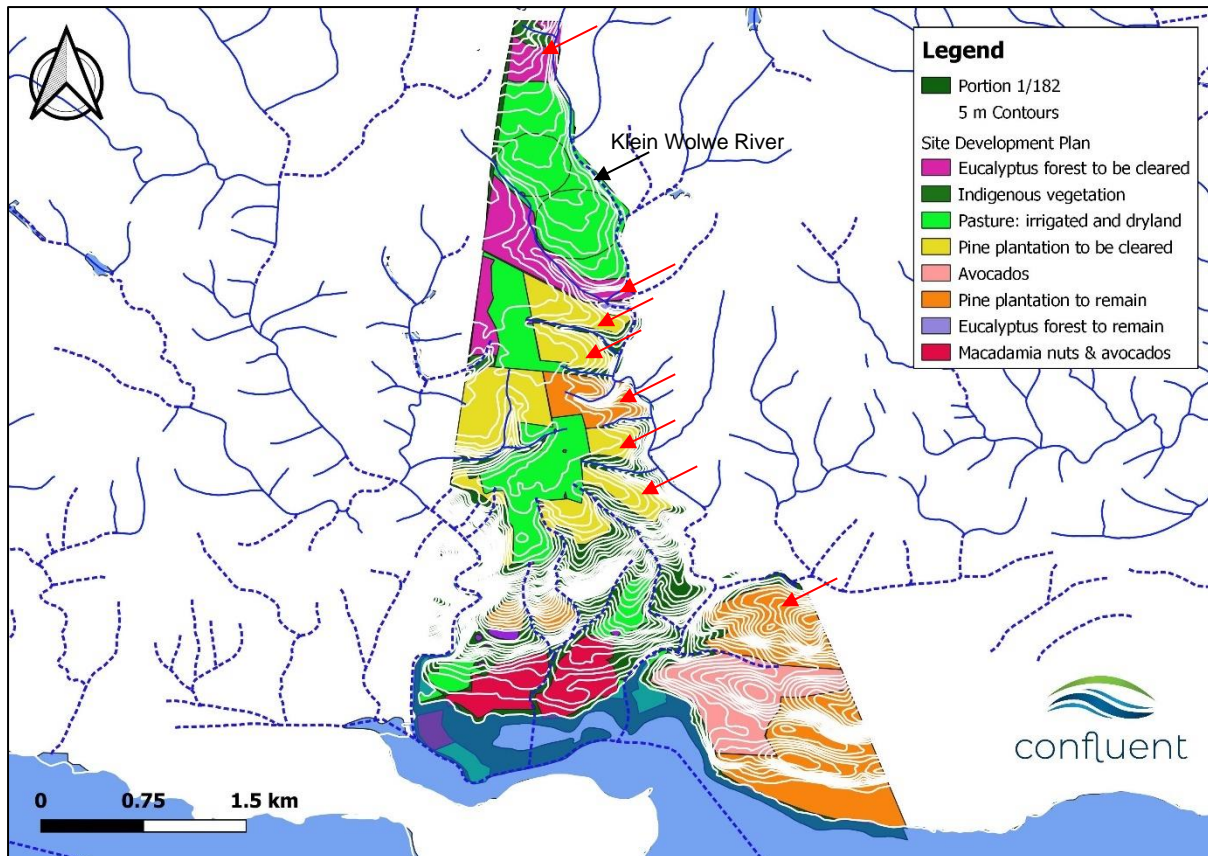 Klein Wolwe River
Legend
Portion 1/182
5 m Contours
Site Development Plan
Eucalyptus forest to be cleared
Indigenous vegetation
Pasture: irrigated and dryland
Pine plantation to be cleared
Avocados
Pine plantation to remain
Eucalyptus forest to remain
Macadamia nuts & avocados
confluent
0 0.75 1.5 km